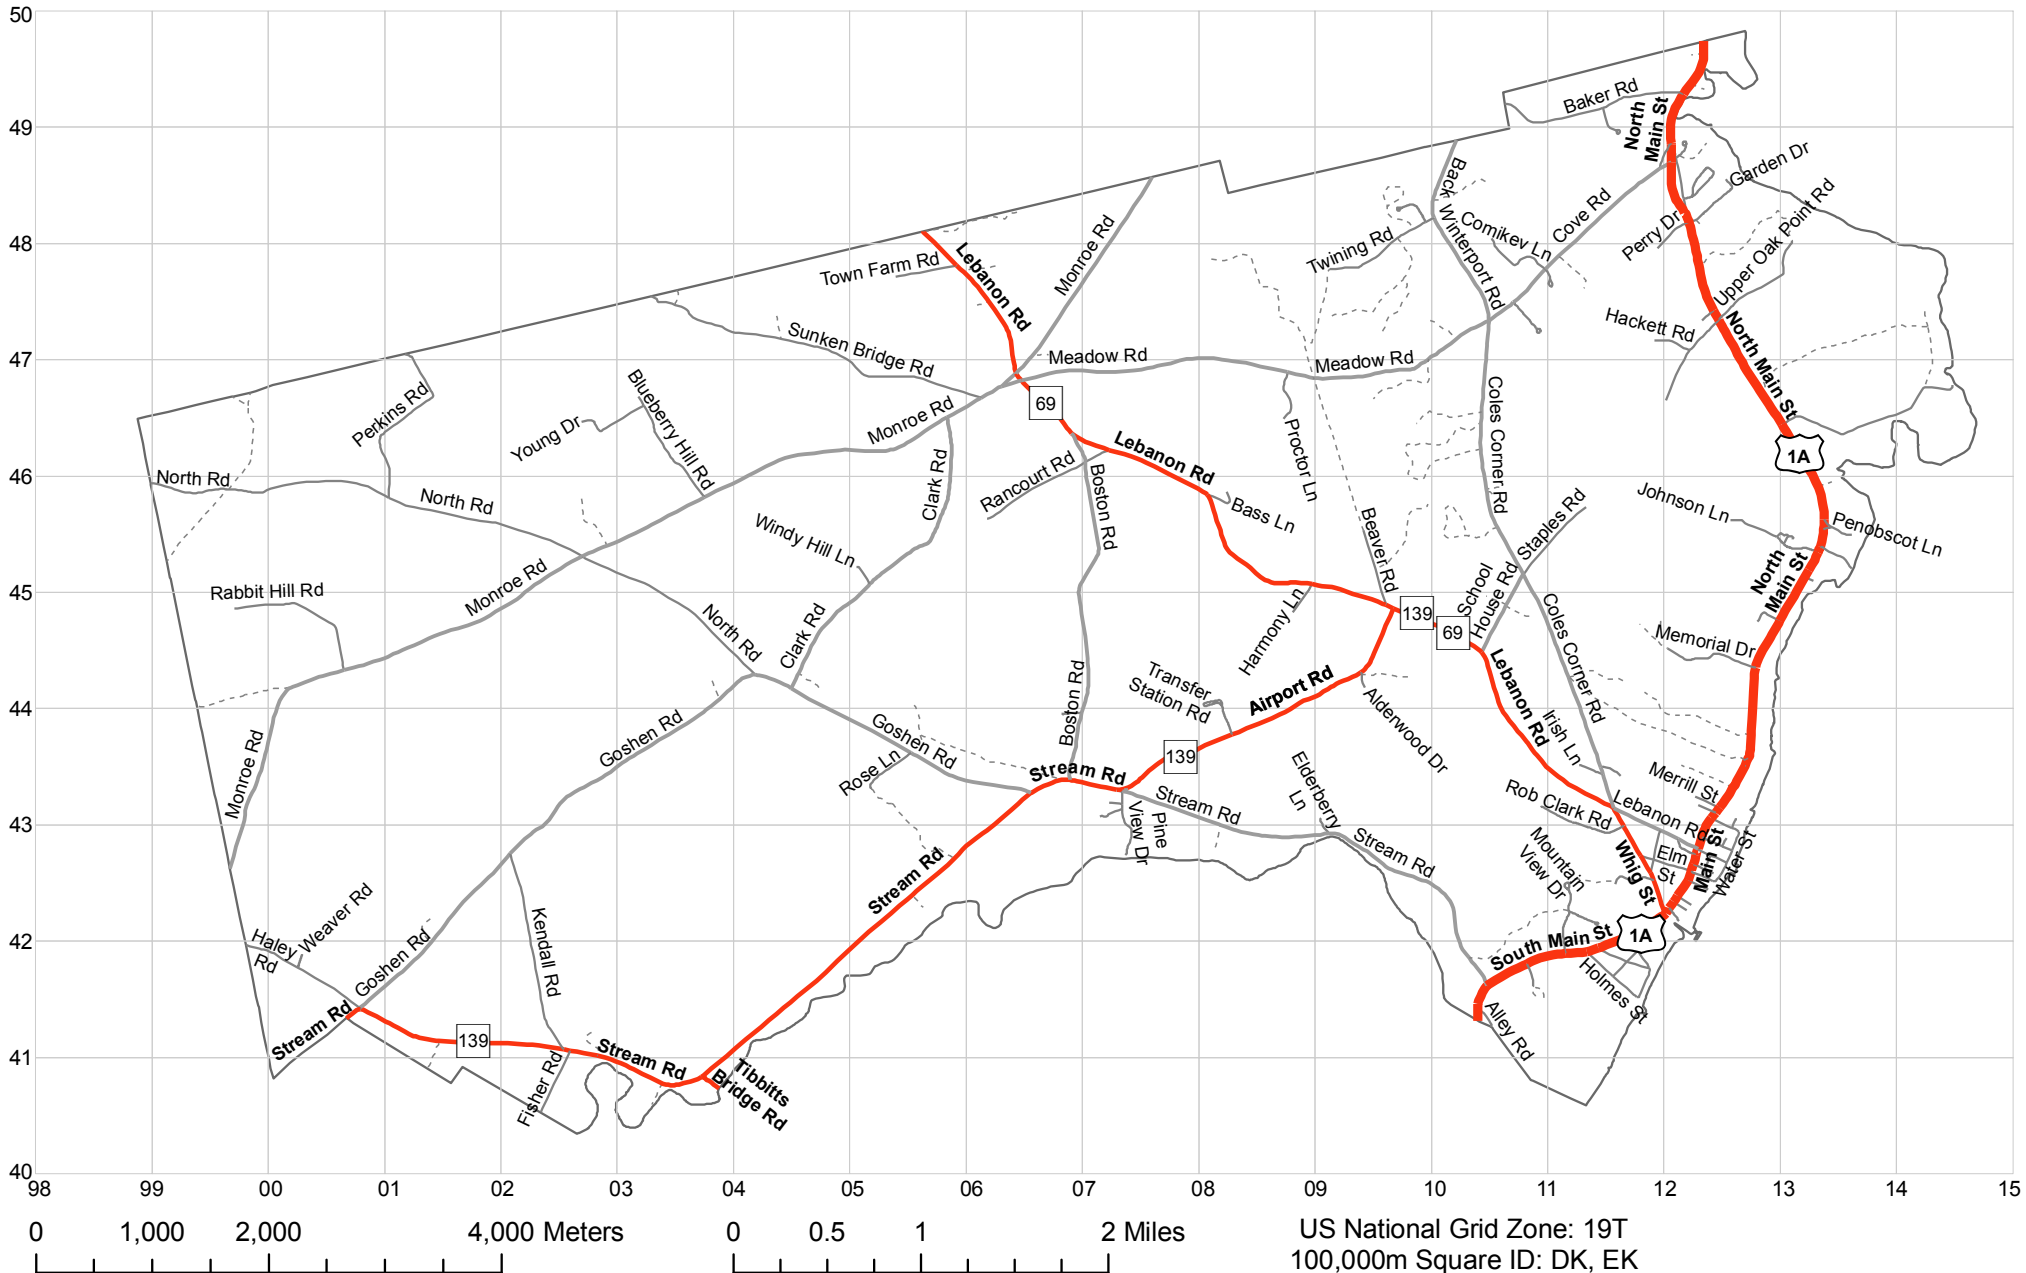 50
49
48
47
46
45
44
43
42
41
40
98
99
00
01
02
03
04
05
06
07
08
09
10
11
12
13
14
15
Baker Rd
North
Main St
Garden Dr
Perry Dr
Upper Oak Point Rd
Back Winterport Rd
Comikey Ln
Cove Rd
Twining Rd
Hackett Rd
North Main St
1A
Town Farm Rd
Lebanon Rd
Monroe Rd
Sunken Bridge Rd
Meadow Rd
Meadow Rd
69
Perkins Rd
Young Dr
Blueberry Hill Rd
Monroe Rd
Lebanon Rd
Proctor Ln
Coles Corner Rd
North Rd
North Rd
Clark Rd
Rancourt Rd
Boston Rd
Bass Ln
Beaver Rd
Staples Rd
Johnson Ln
Penobscot Ln
North
Main St
Windy Hill Ln
Rabbit Hill Rd
Monroe Rd
North Rd
Clark Rd
Harmony Ln
139
69
School
House Rd
Coles Corner Rd
Memorial Dr
Transfer
Station Rd
Airport Rd
Alderwood Dr
Lebanon Rd
Irish Ln
Boston Rd
Goshen Rd
Goshen Rd
Rose Ln
Monroe Rd
Stream Rd
139
Stream Rd
Pine
View Dr
Elderberry
Ln
Stream Rd
Rob Clark Rd
Lebanon Rd
Merrill St
Elm
St
Main St
Water St
Whig St
Mountain
View Dr
Stream Rd
Kendall Rd
Haley
Rd
Weaver Rd
Goshen Rd
Stream Rd
139
Fisher Rd
Stream Rd
Tibbitts
Bridge Rd
South Main St
1A
Holmes St
Alley Rd
0 1,000 2,000 4,000 Meters
0 0.5 1 2 Miles
US National Grid Zone: 19T
100,000m Square ID: DK, EK